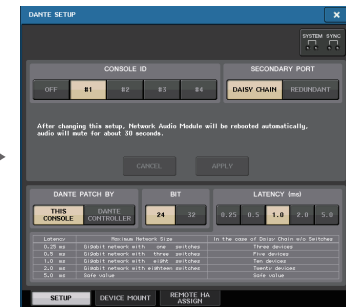 DANTE SETUP
SYSTEM SYNC
CONSOLE ID
SECONDARY PORT
OFF #1 #2 #3 #4 DAISY CHAIN REDUNDANT
After changing this setup, Network Audio Module will be rebooted automatically,
audio will mute for about 30 seconds.
CANCEL APPLY
DANTE PATCH BY BIT LATENCY (ms)
THIS CONSOLE DANTE CONTROLLER 24 32 0.25 0.5 1.0 2.0 5.0
Latency Maximum Network Size In the case of Daisy Chain w/o Switches
0.25 ms Gigabit network with one switches Three devices
0.5 ms Gigabit network with three switches Five devices
1.0 ms Gigabit network with eight switches Ten devices
2.0 ms Gigabit network with eighteen switches Twenty devices
5.0 ms Safe value Safe value
SETUP DEVICE MOUNT REMOTE HA ASSIGN